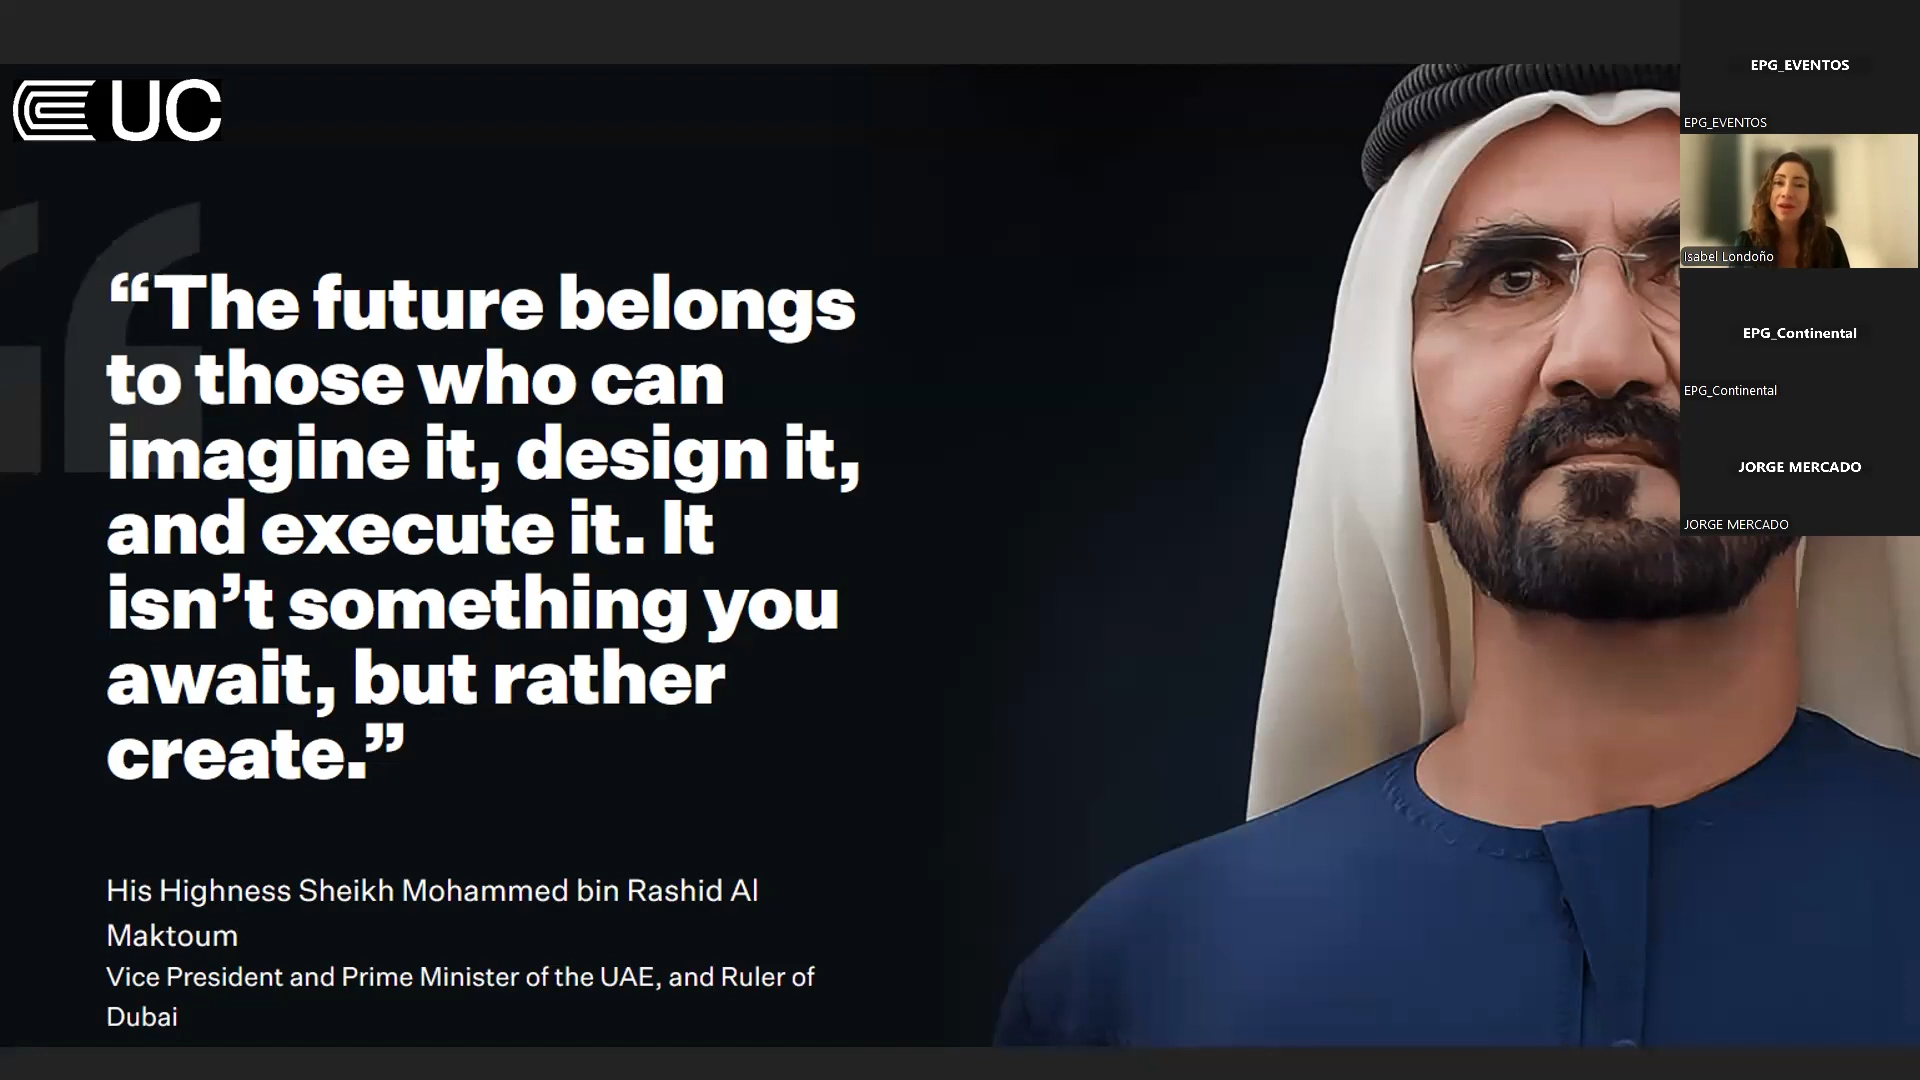 UC
“The future belongs
to those who can
imagine it, design it,
and execute it. It
isn’t something you
await, but rather
create.”
His Highness Sheikh Mohammed bin Rashid Al
Maktoum
Vice President and Prime Minister of the UAE, and Ruler of
Dubai
EPG_EVENTOS
EPG_EVENTOS
Isabel Londoño
EPG_Continental
EPG_Continental
JORGE MERCADO
JORGE MERCADO